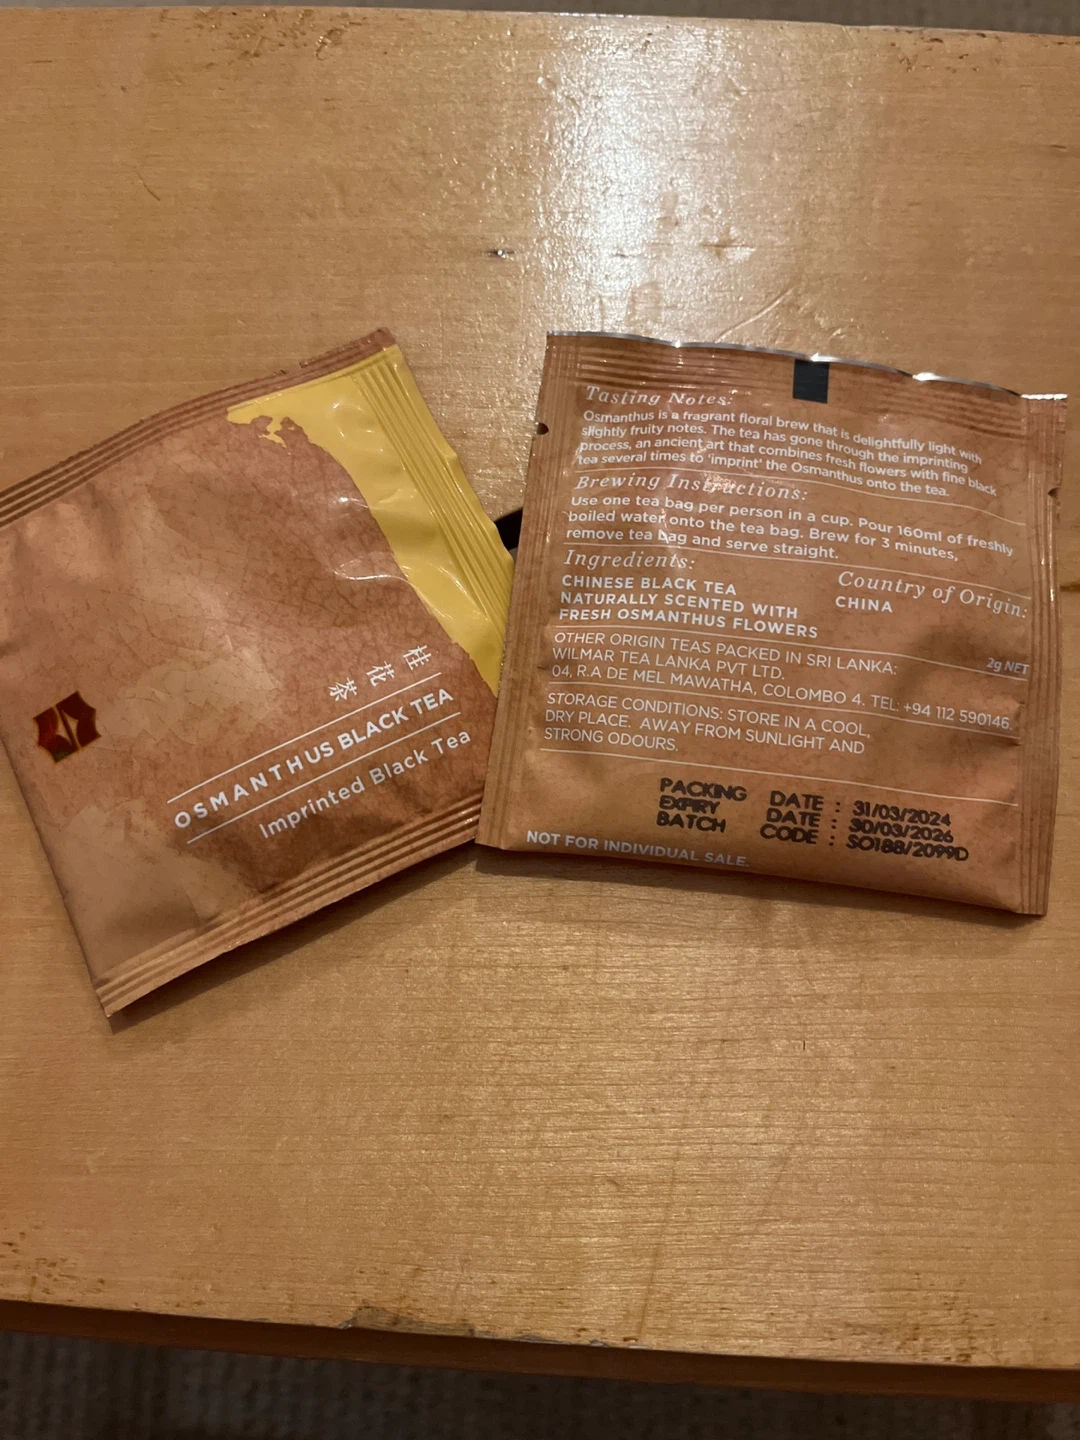 桂花茶
OSMANTHUS BLACK TEA
Imprinted Black Tea
Tasting Notes:
Osmanthus is a fragrant floral brew that is delightfully light with
slightly fruity notes. The tea has gone through the imprinting
process, an ancient art that combines fresh flowers with fine black
tea several times to 'imprint' the Osmanthus onto the tea.
Brewing Instructions:
Use one tea bag per person in a cup. Pour 160ml of freshly
boiled water onto the tea bag. Brew for 3 minutes,
remove tea bag and serve straight.
Ingredients:
CHINESE BLACK TEA
NATURALLY SCENTED WITH
FRESH OSMANTHUS FLOWERS
Country of Origin:
CHINA
2g NET
OTHER ORIGIN TEAS PACKED IN SRI LANKA:
WILMAR TEA LANKA PVT LTD.
04, R.A DE MEL MAWATHA, COLOMBO 4. TEL: +94 112 590146.
STORAGE CONDITIONS: STORE IN A COOL,
DRY PLACE, AWAY FROM SUNLIGHT AND
STRONG ODOURS.
PACKING DATE : 31/03/2024
EXPIRY DATE : 30/03/2026
BATCH CODE : SO188/2099D
NOT FOR INDIVIDUAL SALE.